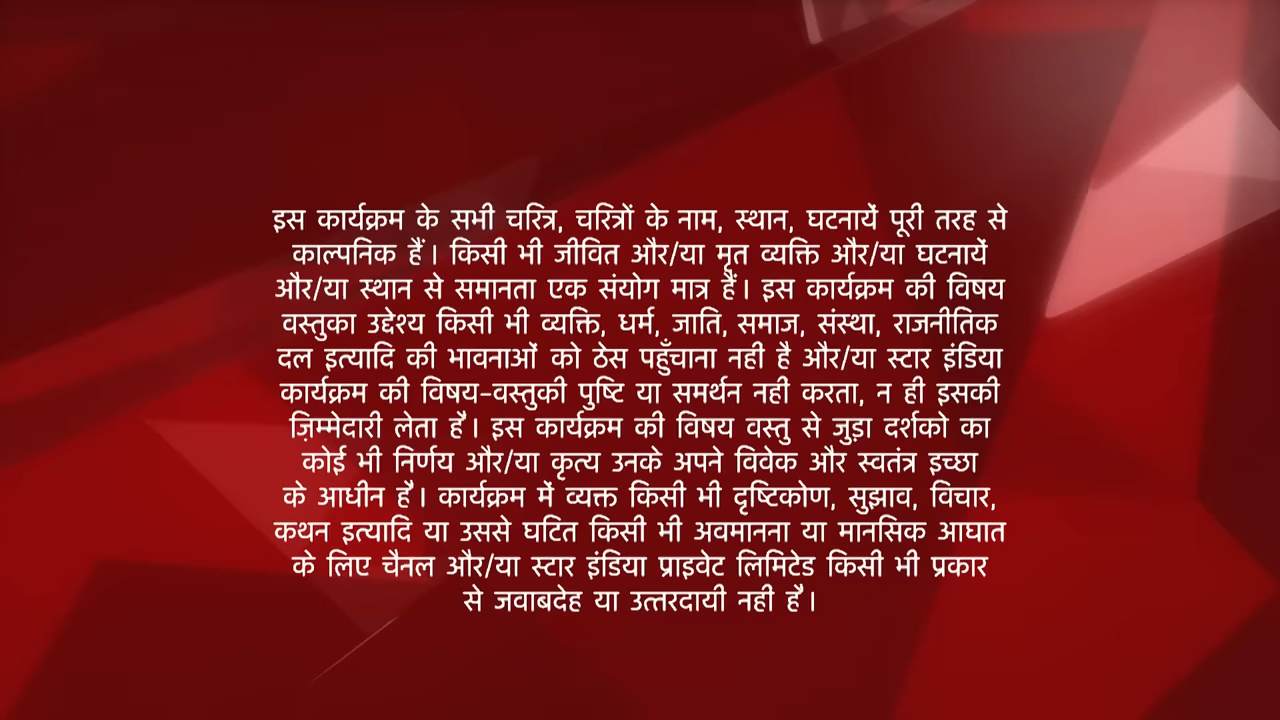 इस कार्यक्रम के सभी चरित्र, चरित्रों के नाम, स्थान, घटनायें पूरी तरह से
काल्पनिक हैं। किसी भी जीवित और/या मृत व्यक्ति और/या घटनायें
और/या स्थान से समानता एक संयोग मात्र हैं। इस कार्यक्रम की विषय
वस्तुका उद्देश्य किसी भी व्यक्ति, धर्म, जाति, समाज, संस्था, राजनीतिक
दल इत्यादि की भावनाओं को ठेस पहुँचाना नही है और/या स्टार इंडिया
कार्यक्रम की विषय-वस्तुकी पुष्टि या समर्थन नही करता, न ही इसकी
ज़िम्मेदारी लेता है। इस कार्यक्रम की विषय वस्तु से जुड़ा दर्शको का
कोई भी निर्णय और/या कृत्य उनके अपने विवेक और स्वतंत्र इच्छा
के आधीन है। कार्यक्रम में व्यक्त किसी भी दृष्टिकोण, सुझाव, विचार,
कथन इत्यादि या उससे घटित किसी भी अवमानना या मानसिक आघात
के लिए चैनल और/या स्टार इंडिया प्राइवेट लिमिटेड किसी भी प्रकार
से जवाबदेह या उत्तरदायी नही है।